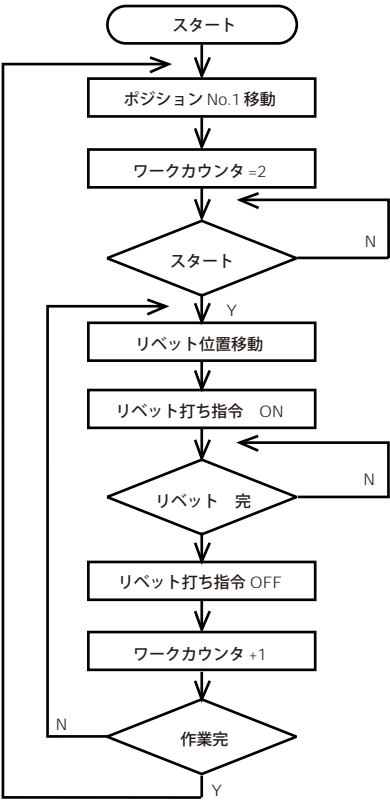 スタート
ポジション No.1 移動
ワークカウンタ =2
スタート
N
Y
リベット位置移動
リベット打ち指令　ON
リベット　完
N
リベット打ち指令 OFF
ワークカウンタ +1
作業完
N
Y